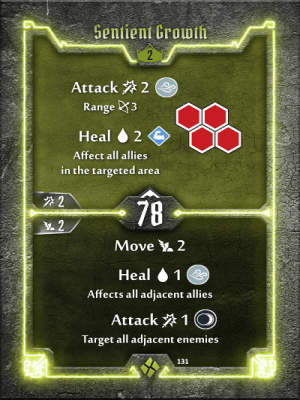 Sentient Growth
2
Attack 2
Range 3
Heal 2
Affect all allies
in the targeted area
2
78
2
Move 2
Heal 1
Affects all adjacent allies
Attack 1
Target all adjacent enemies
131